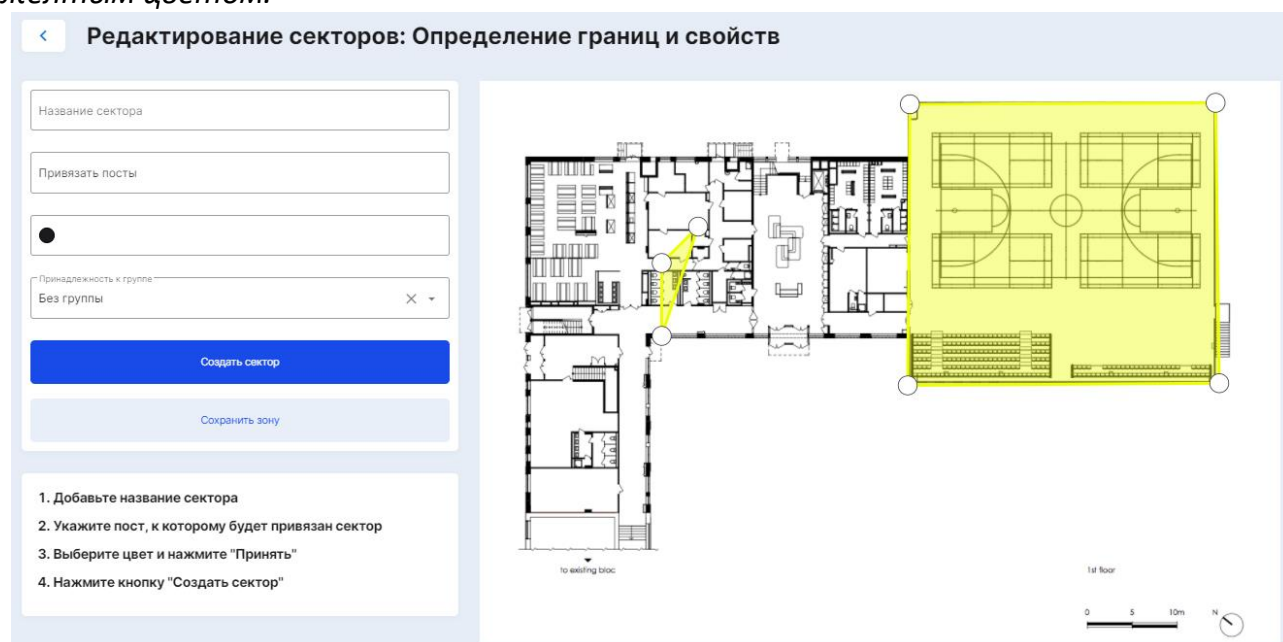 желтым цветом.
Редактирование секторов: Определение границ и свойств
Название сектора
Привязать посты
Принадлежность к группе
Без группы
Создать сектор
Сохранить зону
1. Добавьте название сектора
2. Укажите пост, к которому будет привязан сектор
3. Выберите цвет и нажмите "Принять"
4. Нажмите кнопку "Создать сектор"
to existing bloc
1st floor
0 5 10m N